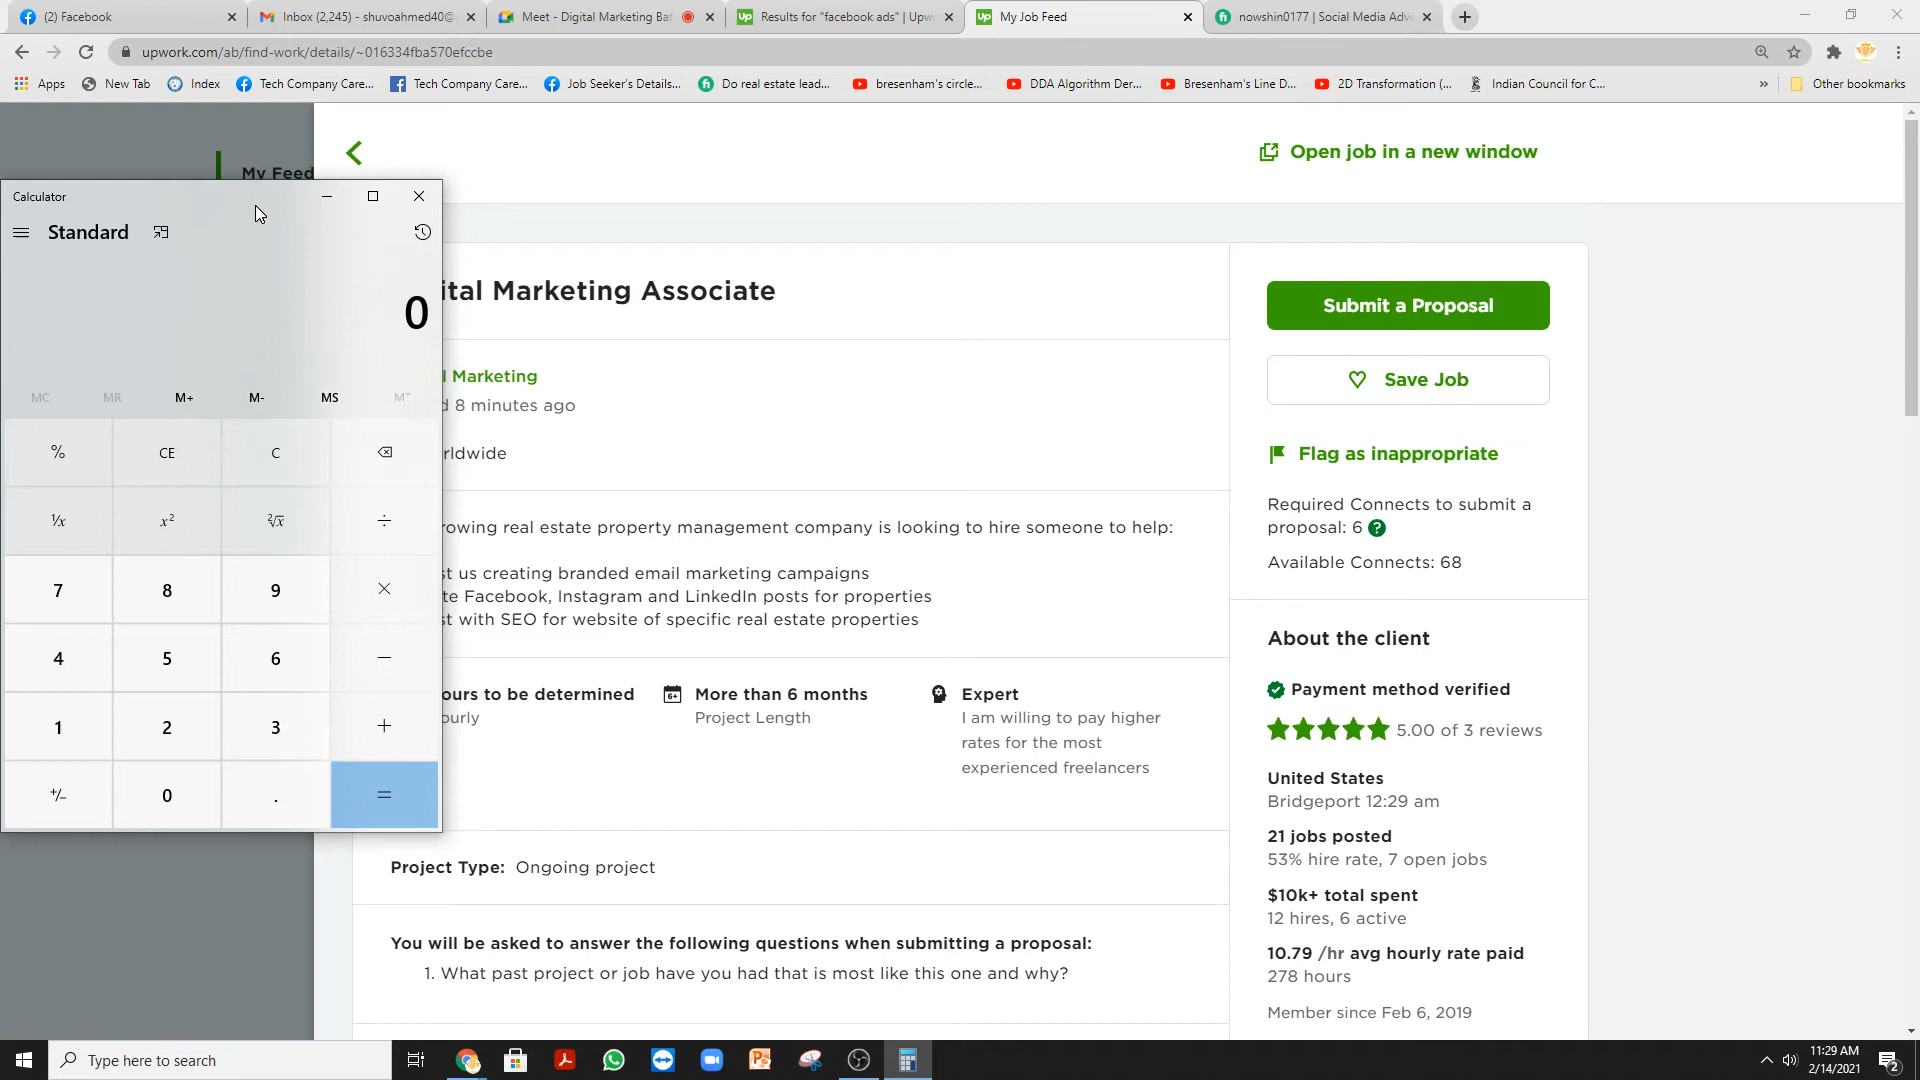 (2) Facebook
Inbox (2,245) - shuvoahmed40@
Meet - Digital Marketing Bat
Results for "facebook ads" | Upwo
My Job Feed
nowshin0177 | Social Media Adve
upwork.com/ab/find-work/details/~016334fba570efccbe
Apps
New Tab
Index
Tech Company Care...
Tech Company Care...
Job Seeker's Details...
Do real estate lead...
bresenham's circle...
DDA Algorithm Der...
Bresenham's Line D...
2D Transformation (...
Indian Council for C...
»
Other bookmarks
My Feed
Open job in a new window
Calculator
Standard
0
MC MR M+ M- MS M
% CE C
¹/x x² ²√x ÷
7 8 9 ×
4 5 6 −
1 2 3 +
+/− 0 . =
ital Marketing Associate
l Marketing
d 8 minutes ago
rldwide
rowing real estate property management company is looking to hire someone to help:
st us creating branded email marketing campaigns
te Facebook, Instagram and LinkedIn posts for properties
st with SEO for website of specific real estate properties
ours to be determined
ourly
6+
More than 6 months
Project Length
Expert
I am willing to pay higher
rates for the most
experienced freelancers
Project Type: Ongoing project
You will be asked to answer the following questions when submitting a proposal:
1. What past project or job have you had that is most like this one and why?
Submit a Proposal
Save Job
Flag as inappropriate
Required Connects to submit a
proposal: 6 ?
Available Connects: 68
About the client
Payment method verified
5.00 of 3 reviews
United States
Bridgeport 12:29 am
21 jobs posted
53% hire rate, 7 open jobs
$10k+ total spent
12 hires, 6 active
10.79 /hr avg hourly rate paid
278 hours
Member since Feb 6, 2019
Type here to search
11:29 AM
2/14/2021
2